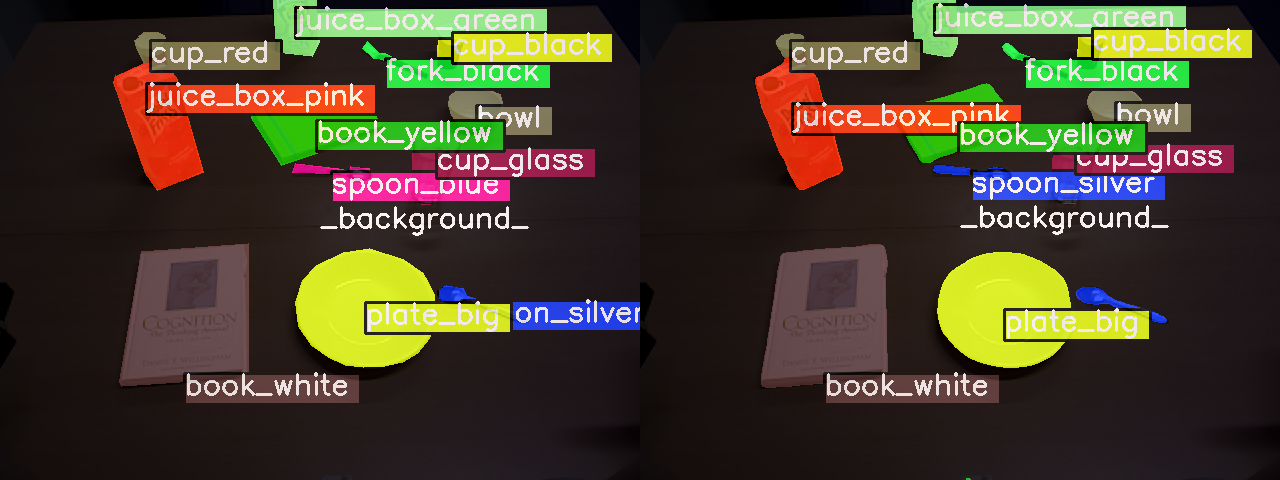 juice_box_green
cup_black
cup_red
fork_black
juice_box_pink
bowl
book_yellow
cup_glass
spoon_blue
_background_
COGNITION
plate_big
on_silver
book_white
juice_box_green
cup_black
cup_red
fork_black
juice_box_pink
bowl
book_yellow
cup_glass
spoon_silver
_background_
COGNITION
plate_big
book_white